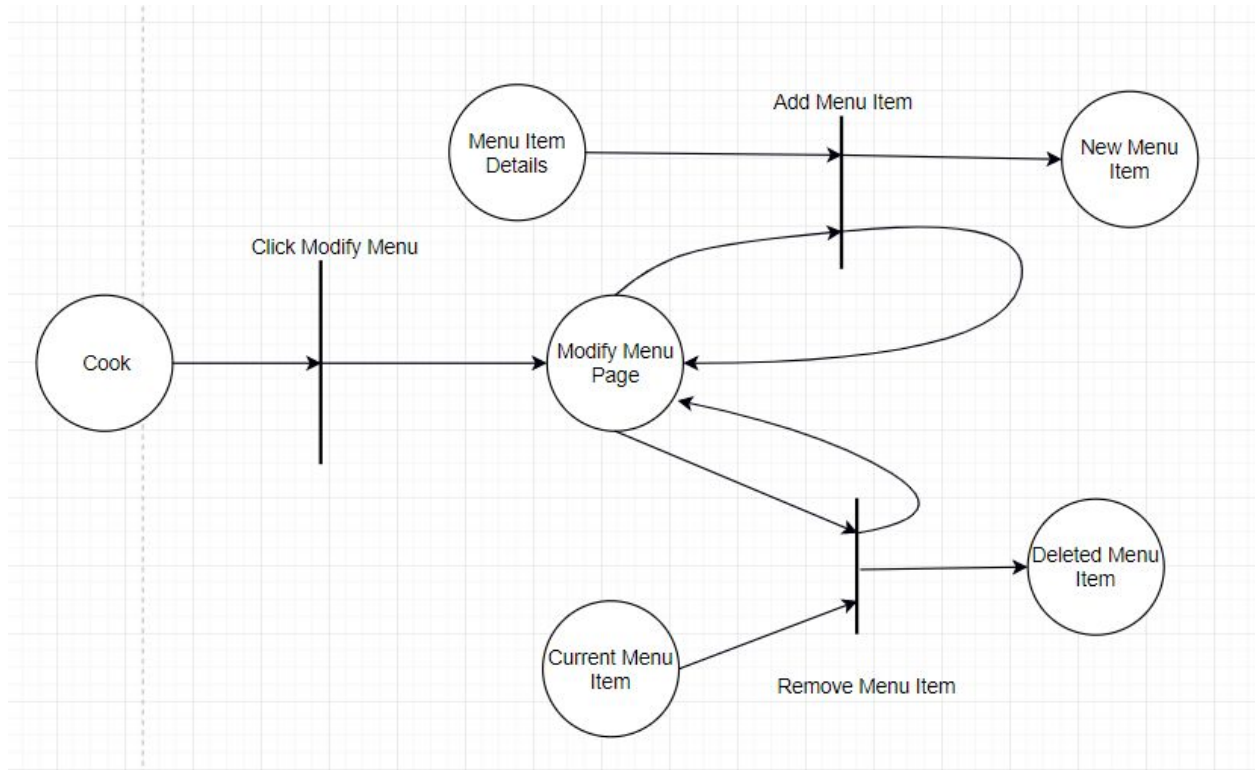 Add Menu Item
Menu Item
Details
New Menu
Item
Click Modify Menu
Cook
Modify Menu
Page
Deleted Menu
Item
Current Menu
Item
Remove Menu Item